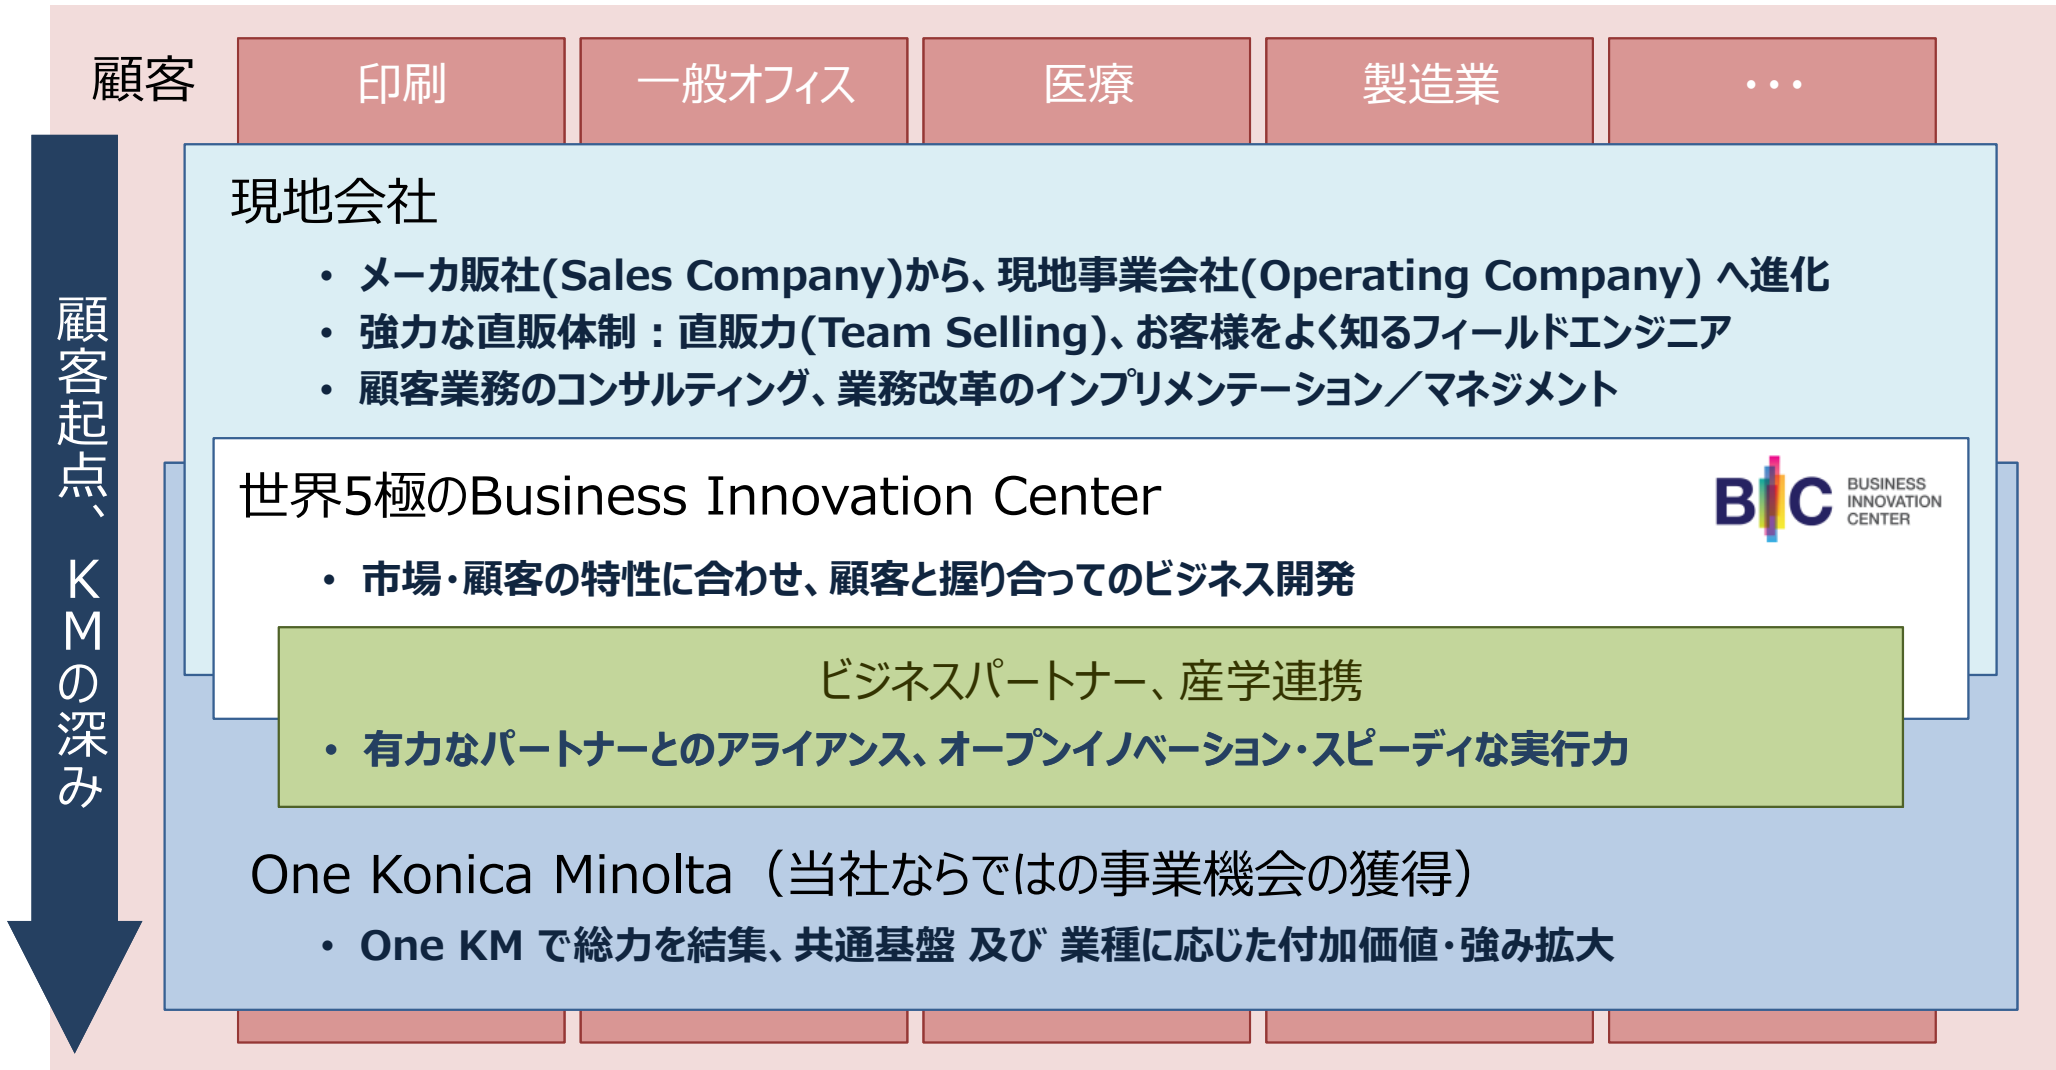 顧客
印刷
一般オフィス
医療
製造業
・・・
顧客起点、KMの深み
現地会社
• メーカ販社(Sales Company)から、現地事業会社(Operating Company) へ進化
• 強力な直販体制：直販力(Team Selling)、お客様をよく知るフィールドエンジニア
• 顧客業務のコンサルティング、業務改革のインプリメンテーション／マネジメント
世界5極のBusiness Innovation Center
BIC
BUSINESS
INNOVATION
CENTER
• 市場・顧客の特性に合わせ、顧客と握り合ってのビジネス開発
ビジネスパートナー、産学連携
• 有力なパートナーとのアライアンス、オープンイノベーション・スピーディな実行力
One Konica Minolta（当社ならではの事業機会の獲得）
• One KM で総力を結集、共通基盤 及び 業種に応じた付加価値・強み拡大